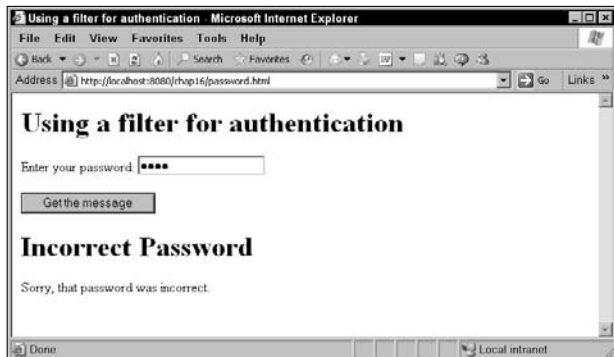 Using a filter for authentication - Microsoft Internet Explorer
File Edit View Favorites Tools Help
Back Search Favorites
Address http://localhost:8080/chap16/password.html Go Links »
Using a filter for authentication
Enter your password: ●●●●
Get the message
Incorrect Password
Sorry, that password was incorrect.
Done Local intranet